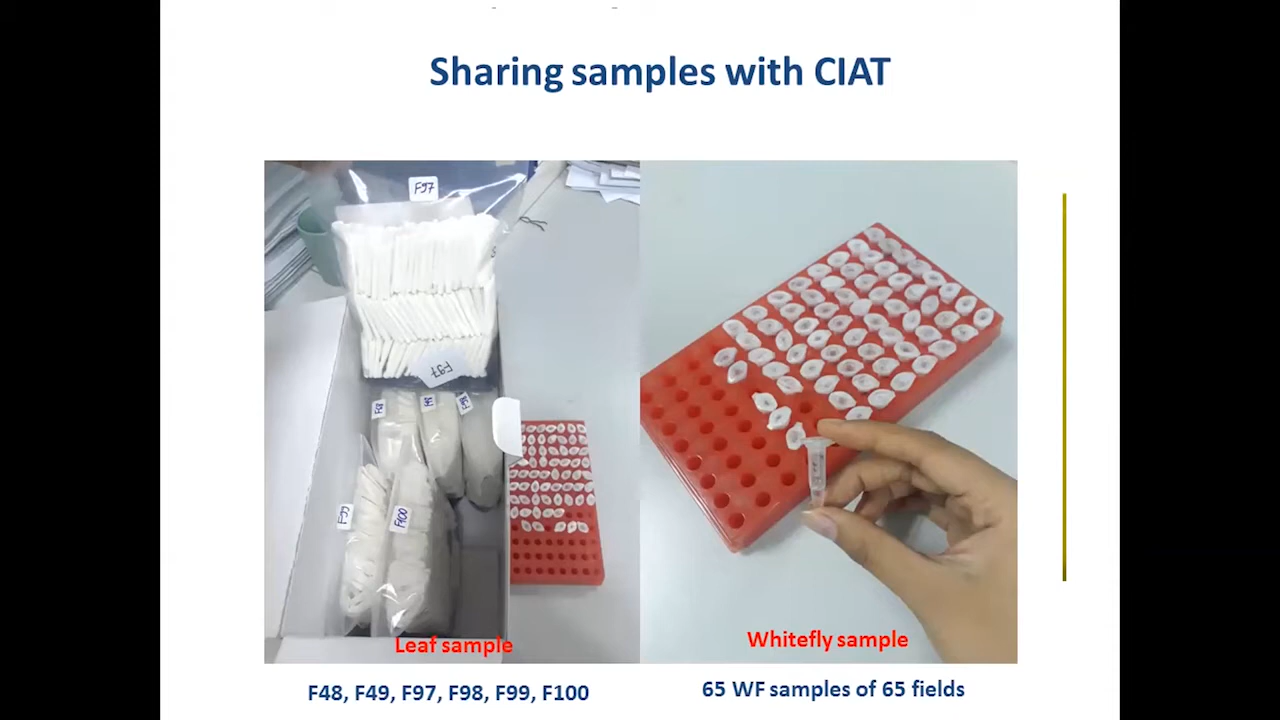 Sharing samples with CIAT
F97
F97
F99
F100
Leaf sample
Whitefly sample
F48, F49, F97, F98, F99, F100
65 WF samples of 65 fields